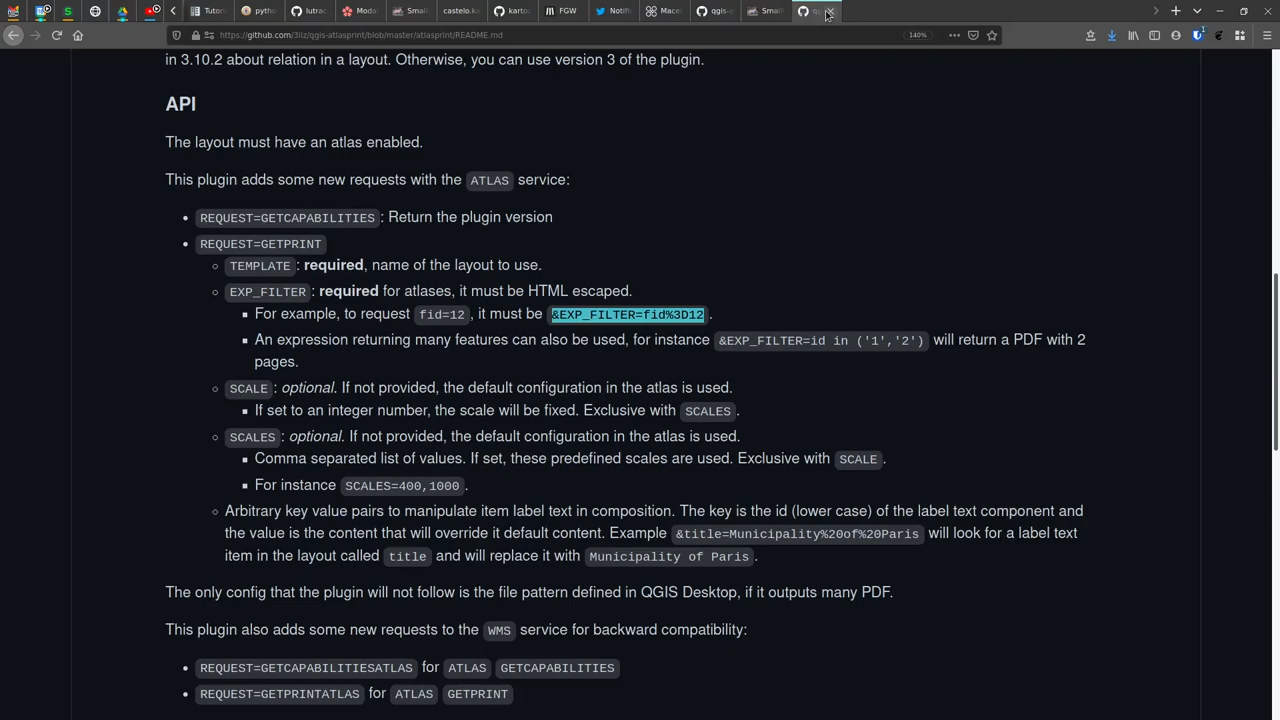 Tutori
pytho
lutrac
Modal
Small
castelo.ka
kartoz
FGW
Notific
Mace
qgis-a
Small
https://github.com/3liz/qgis-atlasprint/blob/master/atlasprint/README.md
140%
in 3.10.2 about relation in a layout. Otherwise, you can use version 3 of the plugin.
API
The layout must have an atlas enabled.
This plugin adds some new requests with the ATLAS service:
• REQUEST=GETCAPABILITIES: Return the plugin version
• REQUEST=GETPRINT
TEMPLATE: required, name of the layout to use.
EXP_FILTER: required for atlases, it must be HTML escaped.
For example, to request fid=12, it must be &EXP_FILTER=fid%3D12.
An expression returning many features can also be used, for instance &EXP_FILTER=id in ('1','2') will return a PDF with 2
pages.
SCALE: optional. If not provided, the default configuration in the atlas is used.
If set to an integer number, the scale will be fixed. Exclusive with SCALES.
SCALES: optional. If not provided, the default configuration in the atlas is used.
Comma separated list of values. If set, these predefined scales are used. Exclusive with SCALE.
For instance SCALES=400,1000.
Arbitrary key value pairs to manipulate item label text in composition. The key is the id (lower case) of the label text component and
the value is the content that will override it default content. Example &title=Municipality%20of%20Paris will look for a label text
item in the layout called title and will replace it with Municipality of Paris.
The only config that the plugin will not follow is the file pattern defined in QGIS Desktop, if it outputs many PDF.
This plugin also adds some new requests to the WMS service for backward compatibility:
• REQUEST=GETCAPABILITIESATLAS for ATLAS GETCAPABILITIES
• REQUEST=GETPRINTATLAS for ATLAS GETPRINT